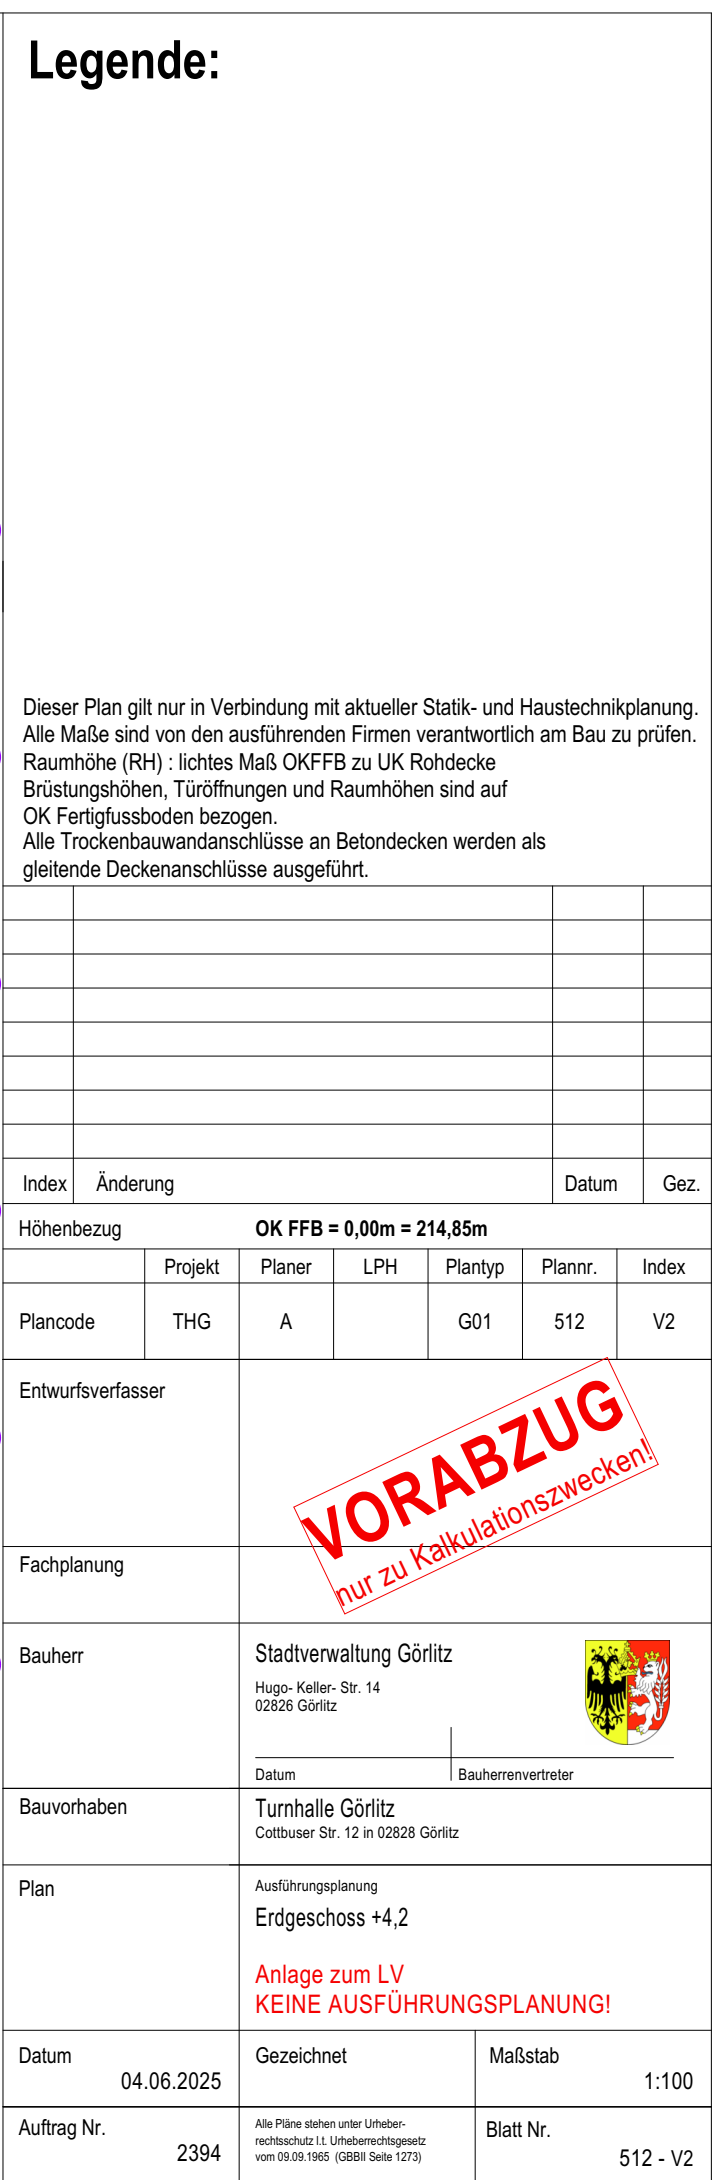 Legende:
Dieser Plan gilt nur in Verbindung mit aktueller Statik- und Haustechnikplanung.
Alle Maße sind von den ausführenden Firmen verantwortlich am Bau zu prüfen.
Raumhöhe (RH) : lichtes Maß OKFFB zu UK Rohdecke
Brüstungshöhen, Türöffnungen und Raumhöhen sind auf
OK Fertigfussboden bezogen.
Alle Trockenbauwandanschlüsse an Betondecken werden als
gleitende Deckenanschlüsse ausgeführt.
Index Änderung Datum Gez.
Höhenbezug OK FFB = 0,00m = 214,85m
Projekt Planer LPH Plantyp Plannr. Index
Plancode THG A G01 512 V2
Entwurfsverfasser
VORABZUG
nur zu Kalkulationszwecken!
Fachplanung
Bauherr Stadtverwaltung Görlitz
Hugo- Keller- Str. 14
02826 Görlitz
Datum Bauherrenvertreter
Bauvorhaben Turnhalle Görlitz
Cottbuser Str. 12 in 02828 Görlitz
Plan Ausführungsplanung
Erdgeschoss +4,2
Anlage zum LV
KEINE AUSFÜHRUNGSPLANUNG!
Datum Gezeichnet Maßstab
04.06.2025 1:100
Auftrag Nr. Alle Pläne stehen unter Urheber- Blatt Nr.
rechtsschutz l.t. Urheberrechtsgesetz
2394 vom 09.09.1965 (GBBII Seite 1273) 512 - V2